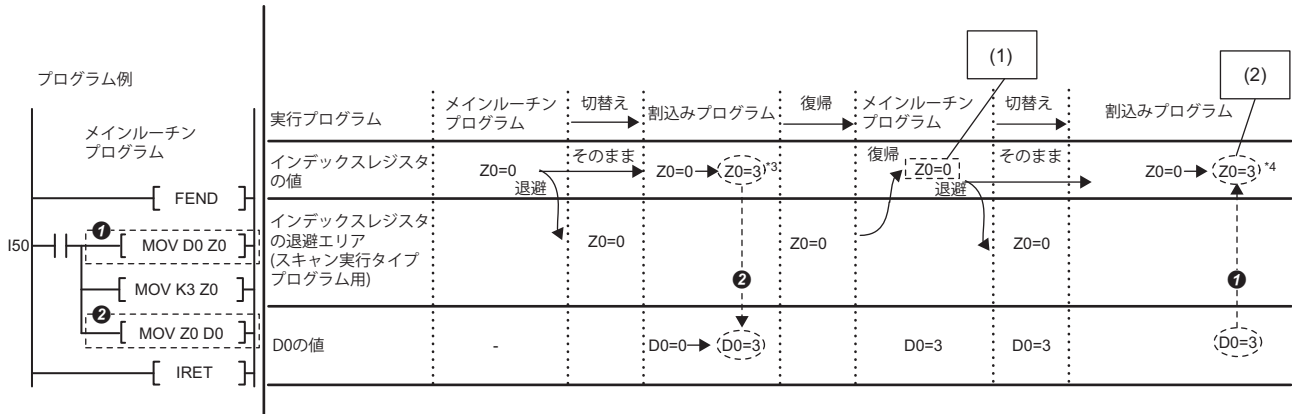 (1)
(2)
プログラム例
メインルーチン
プログラム
FEND
I50
❶
MOV D0 Z0
MOV K3 Z0
❷
MOV Z0 D0
IRET
実行プログラム
メインルーチン
プログラム
切替え
割込みプログラム
復帰
メインルーチン
プログラム
切替え
割込みプログラム
インデックスレジスタ
の値
Z0=0
そのまま
退避
Z0=0
Z0=3
*3
復帰
Z0=0
そのまま
退避
Z0=0
Z0=3
*4
インデックスレジスタ
の退避エリア
(スキャン実行タイプ
プログラム用)
Z0=0
Z0=0
Z0=0
❷
❶
D0の値
-
D0=0
D0=3
D0=3
D0=3
D0=3